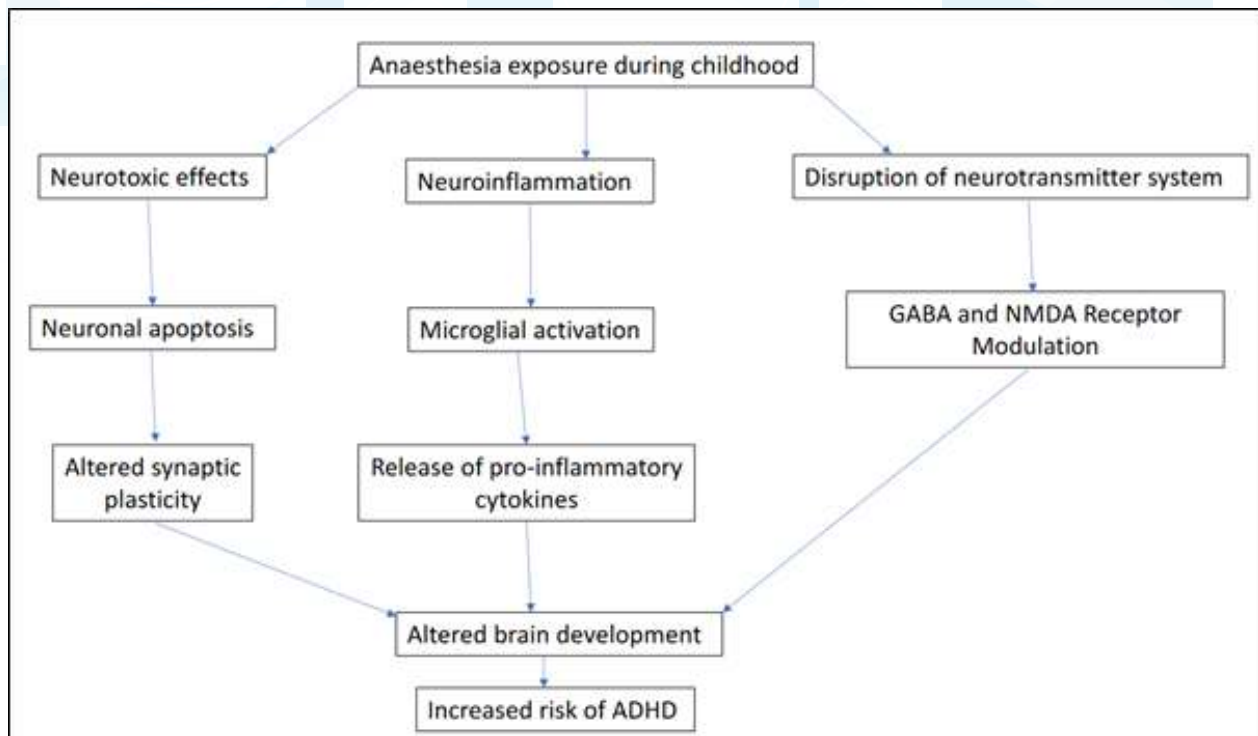 Anaesthesia exposure during childhood
Neurotoxic effects
Neuroinflammation
Disruption of neurotransmitter system
Neuronal apoptosis
Microglial activation
GABA and NMDA Receptor
Modulation
Altered synaptic
plasticity
Release of pro-inflammatory
cytokines
Altered brain development
Increased risk of ADHD